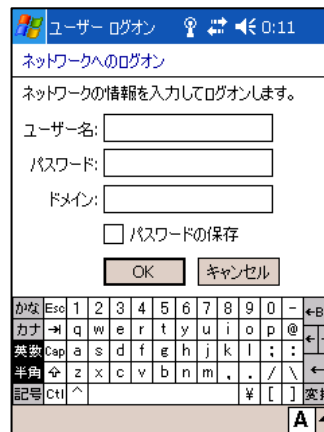 ユーザー ログオン 0:11
ネットワークへのログオン
ネットワークの情報を入力してログオンします。
ユーザー名:
パスワード:
ドメイン:
パスワードの保存
OK キャンセル
かな Esc 1 2 3 4 5 6 7 8 9 0 - ←B
カナ q w e r t y u i o p @
英数 Cap a s d f g h j k l ; :
半角 z x c v b n m , . / \
記号 Ctl ^ ¥ [ ] 変換
A